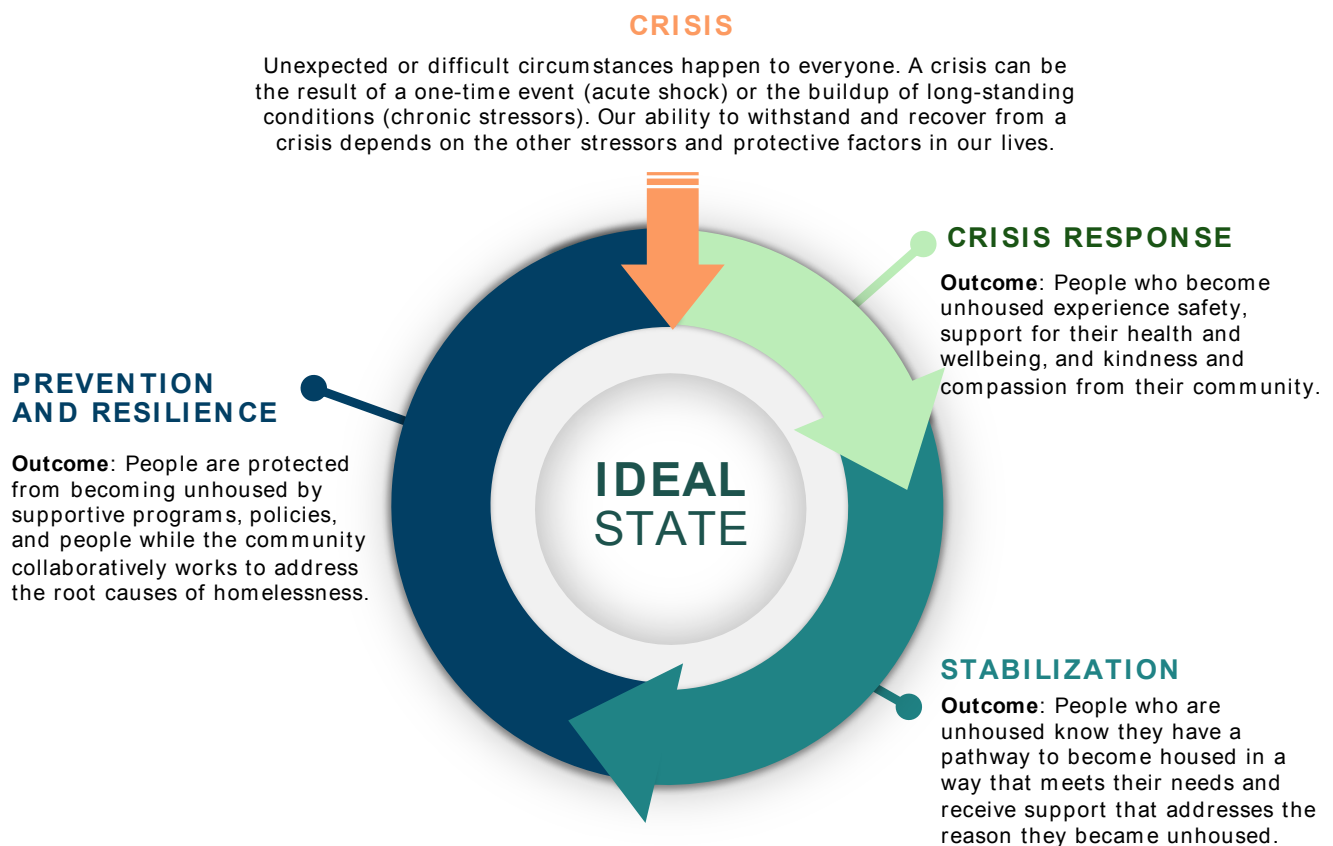 CRISIS
Unexpected or difficult circumstances happen to everyone. A crisis can be
the result of a one-time event (acute shock) or the buildup of long-standing
conditions (chronic stressors). Our ability to withstand and recover from a
crisis depends on the other stressors and protective factors in our lives.
CRISIS RESPONSE
Outcome: People who become
unhoused experience safety,
support for their health and
wellbeing, and kindness and
compassion from their community.
PREVENTION
AND RESILIENCE
Outcome: People are protected
from becoming unhoused by
supportive programs, policies,
and people while the community
collaboratively works to address
the root causes of homelessness.
IDEAL
STATE
STABILIZATION
Outcome: People who are
unhoused know they have a
pathway to become housed in a
way that meets their needs and
receive support that addresses the
reason they became unhoused.